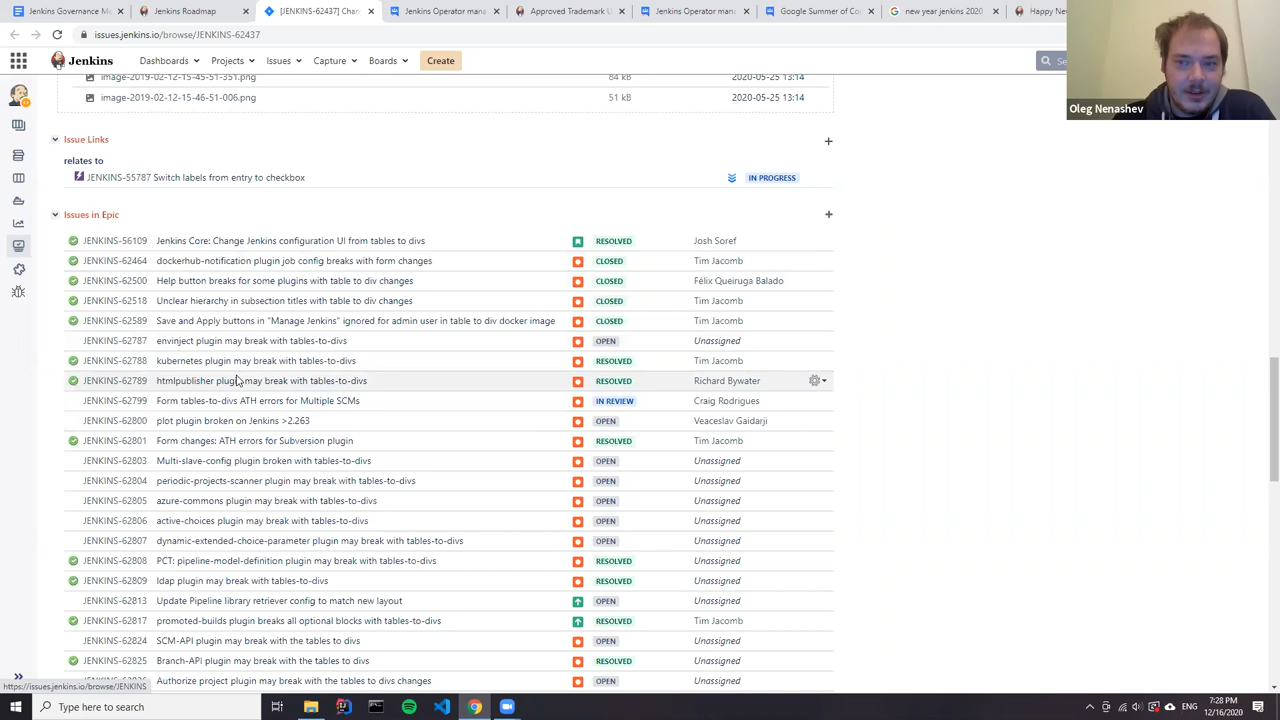 Jenkins Governance M
Jenkins Roadmap
[JENKINS-62437] Chan
Jenkins Operator man
Approved Trademark U
Jenkins Operator man
Google Summer of Co
new year jenkins 2020
Happy Ne
issues.jenkins.io/browse/JENKINS-62437
Jenkins
Dashboards
Projects
Issues
Capture
Boards
Create
Se
Oleg Nenashev
image-2019-02-12-15-45-51-351.png 84 kB 2020-05-25 13:14
image-2019-02-12-15-46-51-006.png 51 kB 2020-05-25 13:14
Issue Links
relates to
JENKINS-55787 Switch labels from entry to checkbox IN PROGRESS
Issues in Epic
JENKINS-56109 Jenkins Core: Change Jenkins configuration UI from tables to divs RESOLVED Josh Soref
JENKINS-62464 dockerhub-notification plugin job config breaks with form changes CLOSED Tim Jacomb
JENKINS-62500 Help button breaks for some plugins with table to div changes CLOSED Félix Queiruga Balado
JENKINS-62518 Unclear hierarchy in subsection titles with table to div changes CLOSED Tim Jacomb
JENKINS-62589 Save and Apply buttons in "Manage Jenkins" ignored for admin user in table to div docker image CLOSED Tim Jacomb
JENKINS-62787 envinject plugin may break with tables-to-divs OPEN Unassigned
JENKINS-62788 kubernetes plugin may break with tables-to-divs RESOLVED Tim Jacomb
JENKINS-62789 htmlpublisher plugin may break with tables-to-divs RESOLVED Richard Bywater
JENKINS-62799 Form tables-to-divs ATH errors for Multiple SCMs IN REVIEW Craig Rodrigues
JENKINS-62800 plot plugin broken on Jenkins >2.263 OPEN Veaceslav Gaidarji
JENKINS-62801 Form changes: ATH errors for Subversion plugin RESOLVED Tim Jacomb
JENKINS-62803 Multi-slave-config plugin broken with tables-to-divs OPEN Unassigned
JENKINS-62804 periodic-projects-scanner plugin may break with tables-to-divs OPEN Unassigned
JENKINS-62805 azure-commons plugin may break with tables-to-divs OPEN Unassigned
JENKINS-62806 active-choices plugin may break with tables-to-divs OPEN Unassigned
JENKINS-62807 dynamic-extended-choice-parameter plugin may break with tables-to-divs OPEN Unassigned
JENKINS-62808 PCT: pipeline-model-definition plugin may break with tables-to-divs RESOLVED Unassigned
JENKINS-62809 ldap plugin may break with tables-to-divs RESOLVED Unassigned
JENKINS-62813 Update Pipeline library retriever config to match new layout OPEN Unassigned
JENKINS-62817 promoted-builds plugin breaks all optional blocks with tables-to-divs RESOLVED Tim Jacomb
JENKINS-62824 SCM-API plugin may break with the tables to divs OPEN Unassigned
JENKINS-62825 Branch-API plugin may break with the tables to divs RESOLVED Unassigned
Authorize project plugin may break with the tables to divs changes OPEN Unassigned
https://issues.jenkins.io/browse/JENKINS
Type here to search
ENG
7:28 PM
12/16/2020